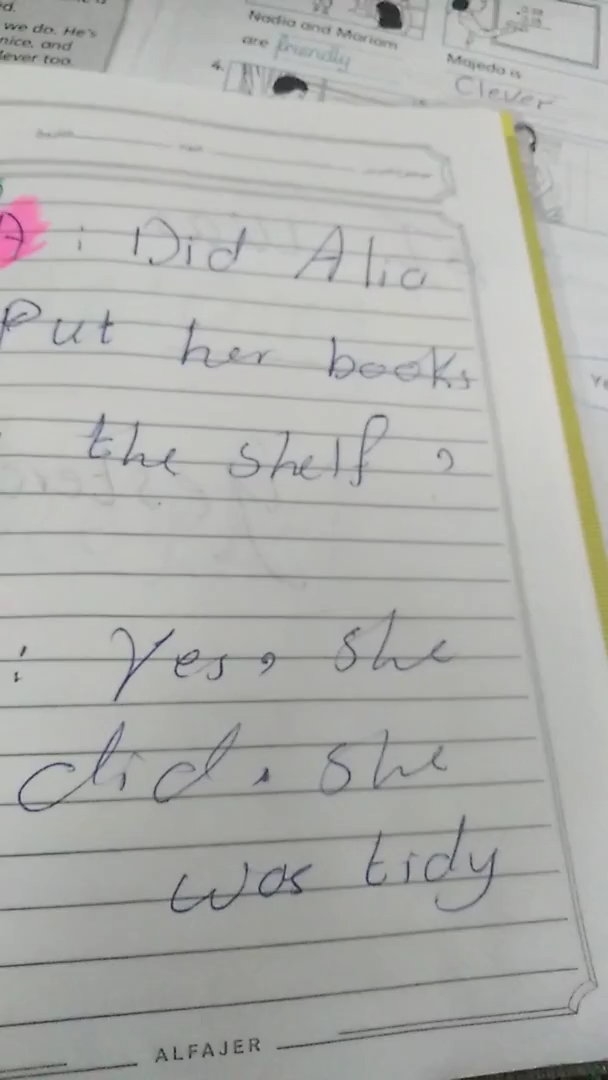 d.
we do. He's
nice, and
lever too.
Nadia and Mariam
are friendly
4.
Majeda is
Clever
A : Did Alia
Put her books
the shelf ,
: Yes, she
did. she
was tidy
ALFAJER